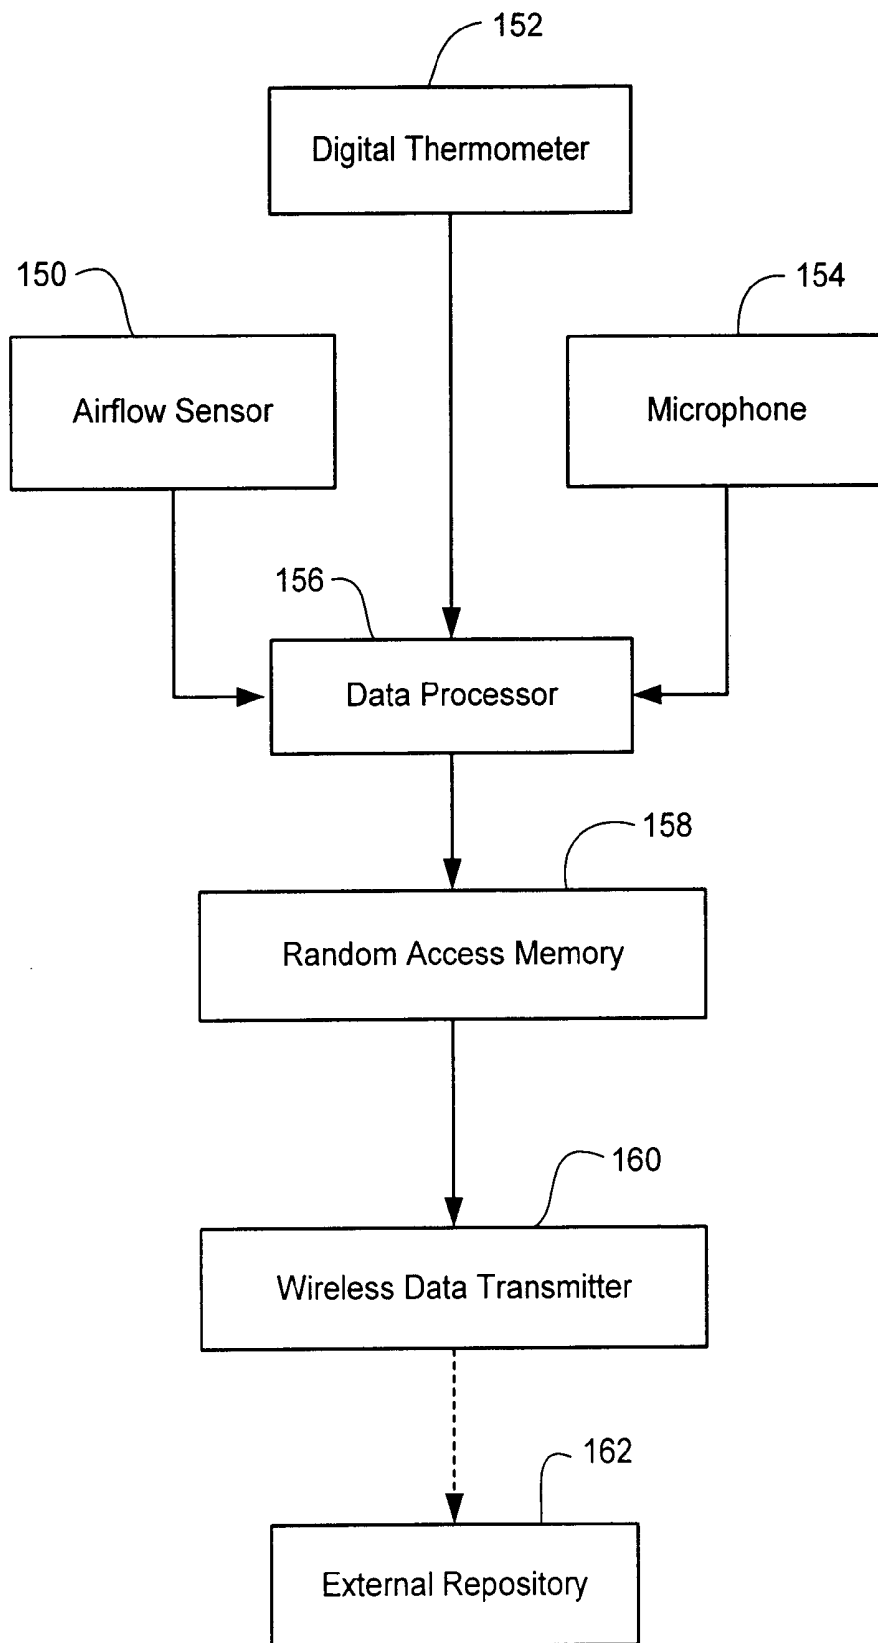 152
Digital Thermometer
150
154
Airflow Sensor
Microphone
156
Data Processor
158
Random Access Memory
160
Wireless Data Transmitter
162
External Repository